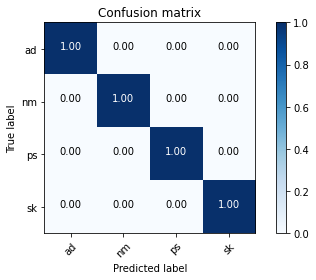 Confusion matrix
ad 1.00 0.00 0.00 0.00
nm 0.00 1.00 0.00 0.00
ps 0.00 0.00 1.00 0.00
sk 0.00 0.00 0.00 1.00
ad nm ps sk
True label
Predicted label
1.0
0.8
0.6
0.4
0.2
0.0